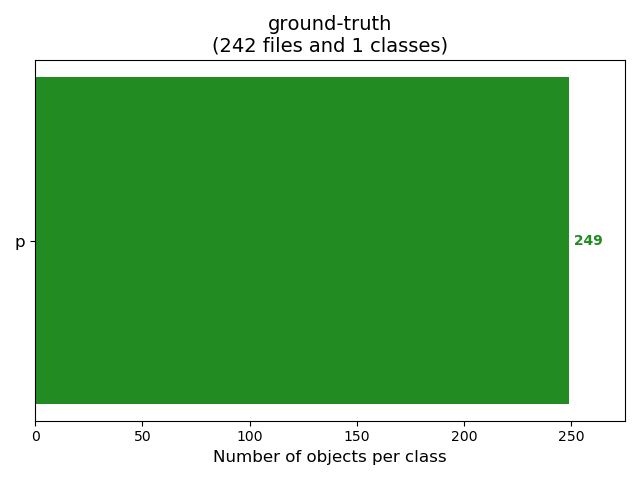 ground-truth
(242 files and 1 classes)
p
249
0 50 100 150 200 250
Number of objects per class